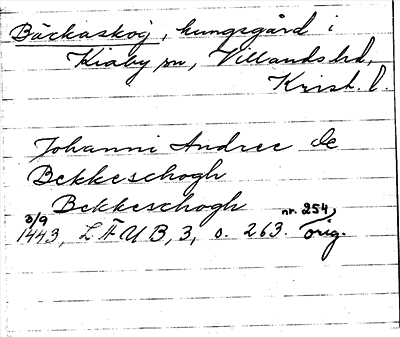 Bäckaskog, kungsgård i
Kiaby sn, Villands hd,
Krist. l.
Johanni Andree de
Bekkeschogh
Bekkeschogh
3/9 1443, LÄUB, 3, s. 263. nr. 254, orig.